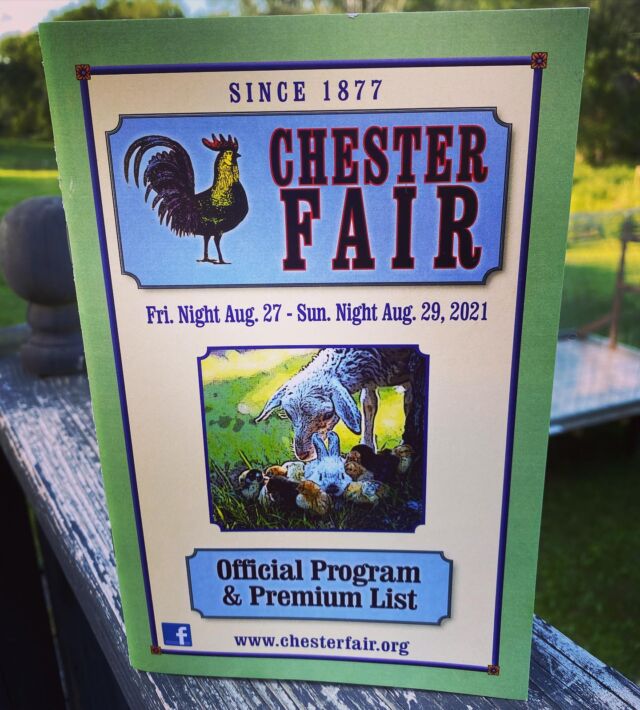 SINCE 1877
CHESTER
FAIR
Fri. Night Aug. 27 - Sun. Night Aug. 29, 2021
Official Program
& Premium List
f
www.chesterfair.org